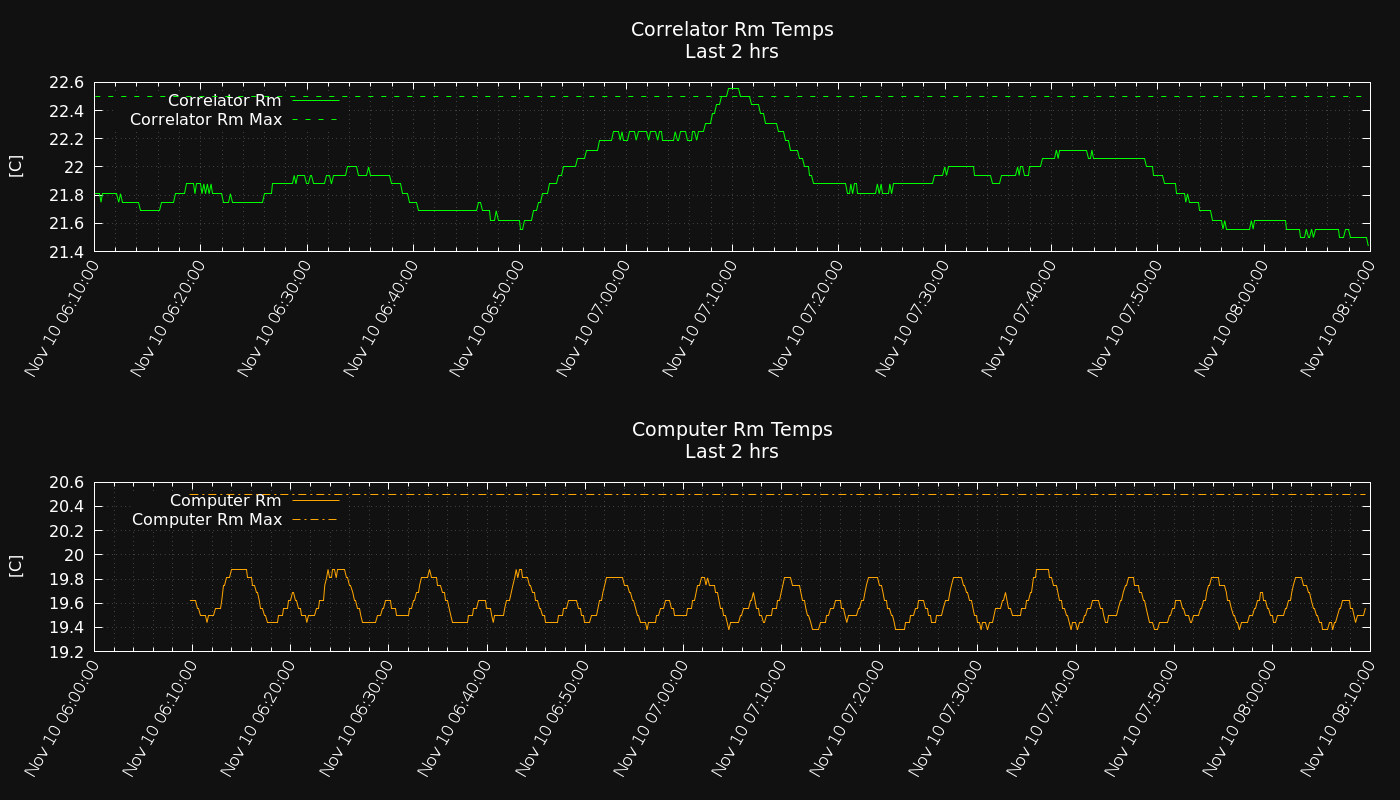 Correlator Rm Temps
Last 2 hrs
22.6
22.4
22.2
22
21.8
21.6
21.4
[C]
Correlator Rm
Correlator Rm Max
Nov 10 06:10:00
Nov 10 06:20:00
Nov 10 06:30:00
Nov 10 06:40:00
Nov 10 06:50:00
Nov 10 07:00:00
Nov 10 07:10:00
Nov 10 07:20:00
Nov 10 07:30:00
Nov 10 07:40:00
Nov 10 07:50:00
Nov 10 08:00:00
Nov 10 08:10:00
Computer Rm Temps
Last 2 hrs
20.6
20.4
20.2
20
19.8
19.6
19.4
19.2
[C]
Computer Rm
Computer Rm Max
Nov 10 06:00:00
Nov 10 06:10:00
Nov 10 06:20:00
Nov 10 06:30:00
Nov 10 06:40:00
Nov 10 06:50:00
Nov 10 07:00:00
Nov 10 07:10:00
Nov 10 07:20:00
Nov 10 07:30:00
Nov 10 07:40:00
Nov 10 07:50:00
Nov 10 08:00:00
Nov 10 08:10:00